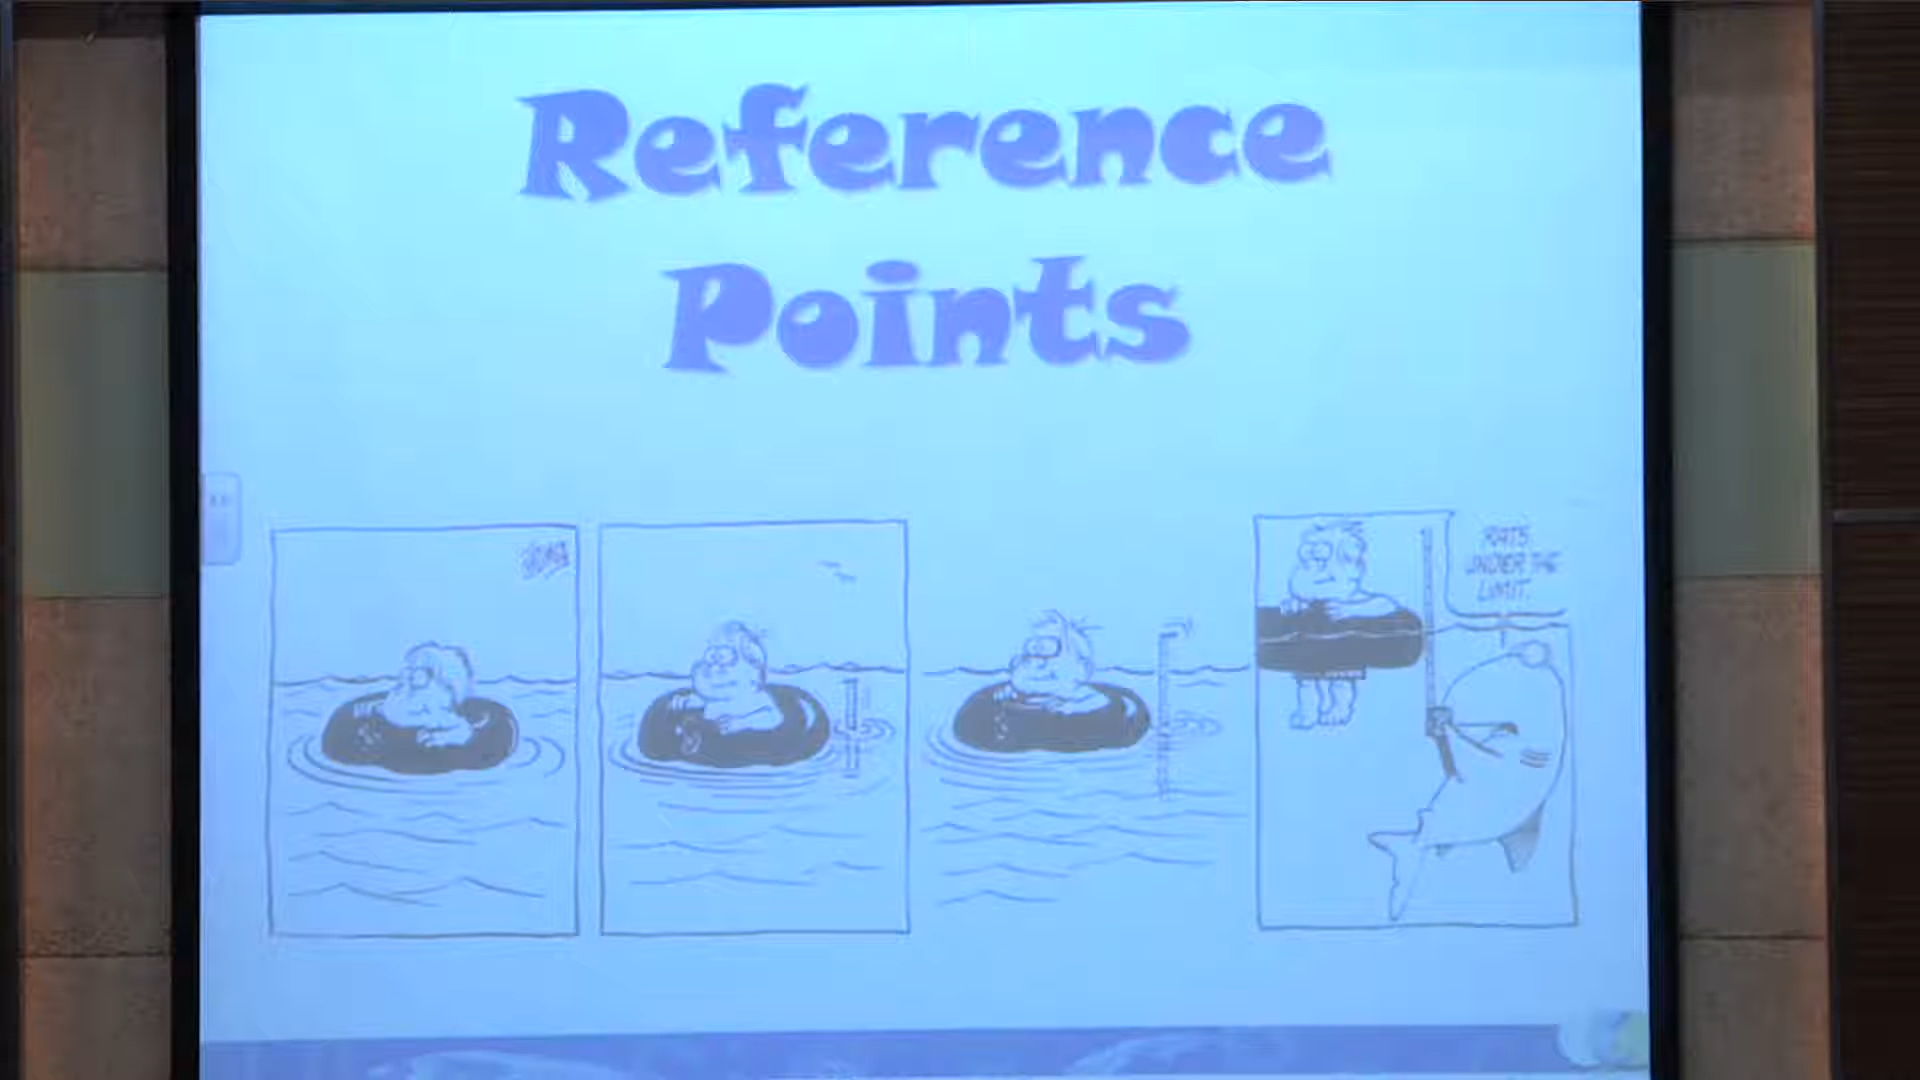 Reference
Points
RATS
UNDER THE
LIMIT.